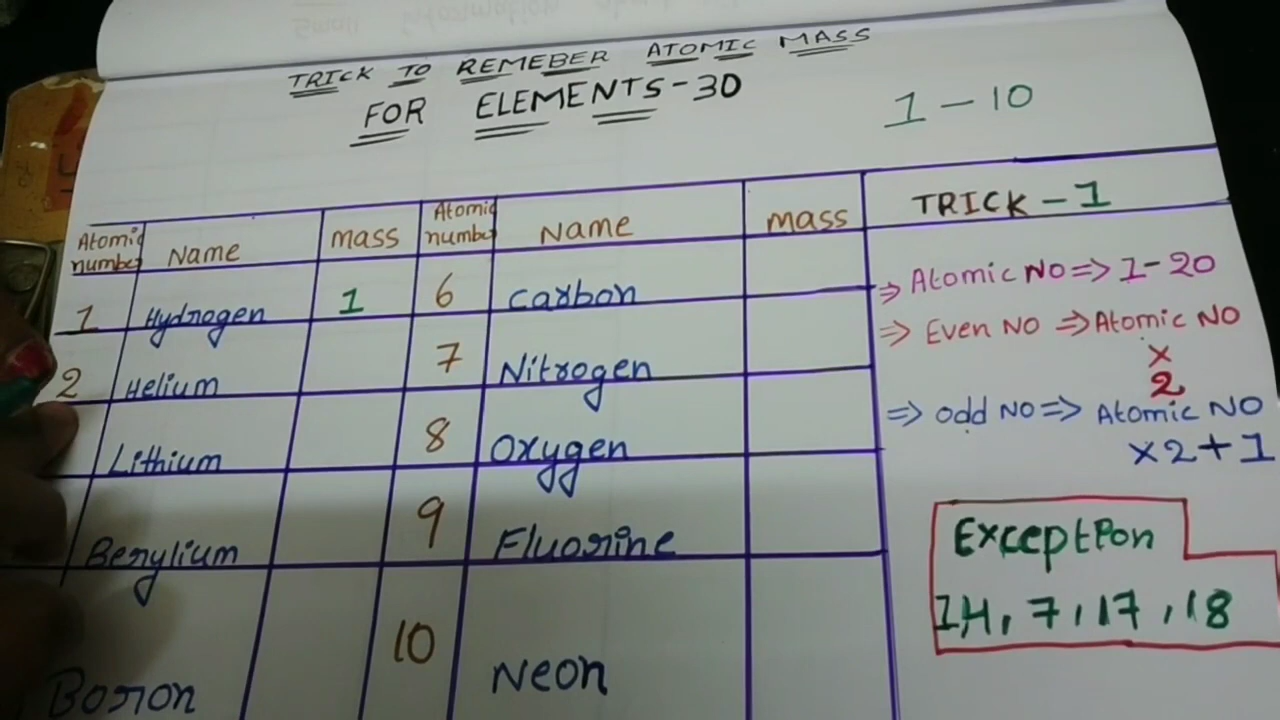 TRICK TO REMEBER ATOMIC MASS
FOR ELEMENTS-30
1-10
Atomic number Name mass Atomic number Name mass TRICK-1
1 Hydrogen 1 6 Carbon
2 Helium 7 Nitrogen
Lithium 8 Oxygen
Berylium 9 Fluorine
Boron 10 Neon
⇒ Atomic NO ⇒ 1-20
⇒ Even NO ⇒ Atomic NO
×
2
⇒ odd NO ⇒ Atomic NO
×2+1
Exception
1H, 7, 17, 18